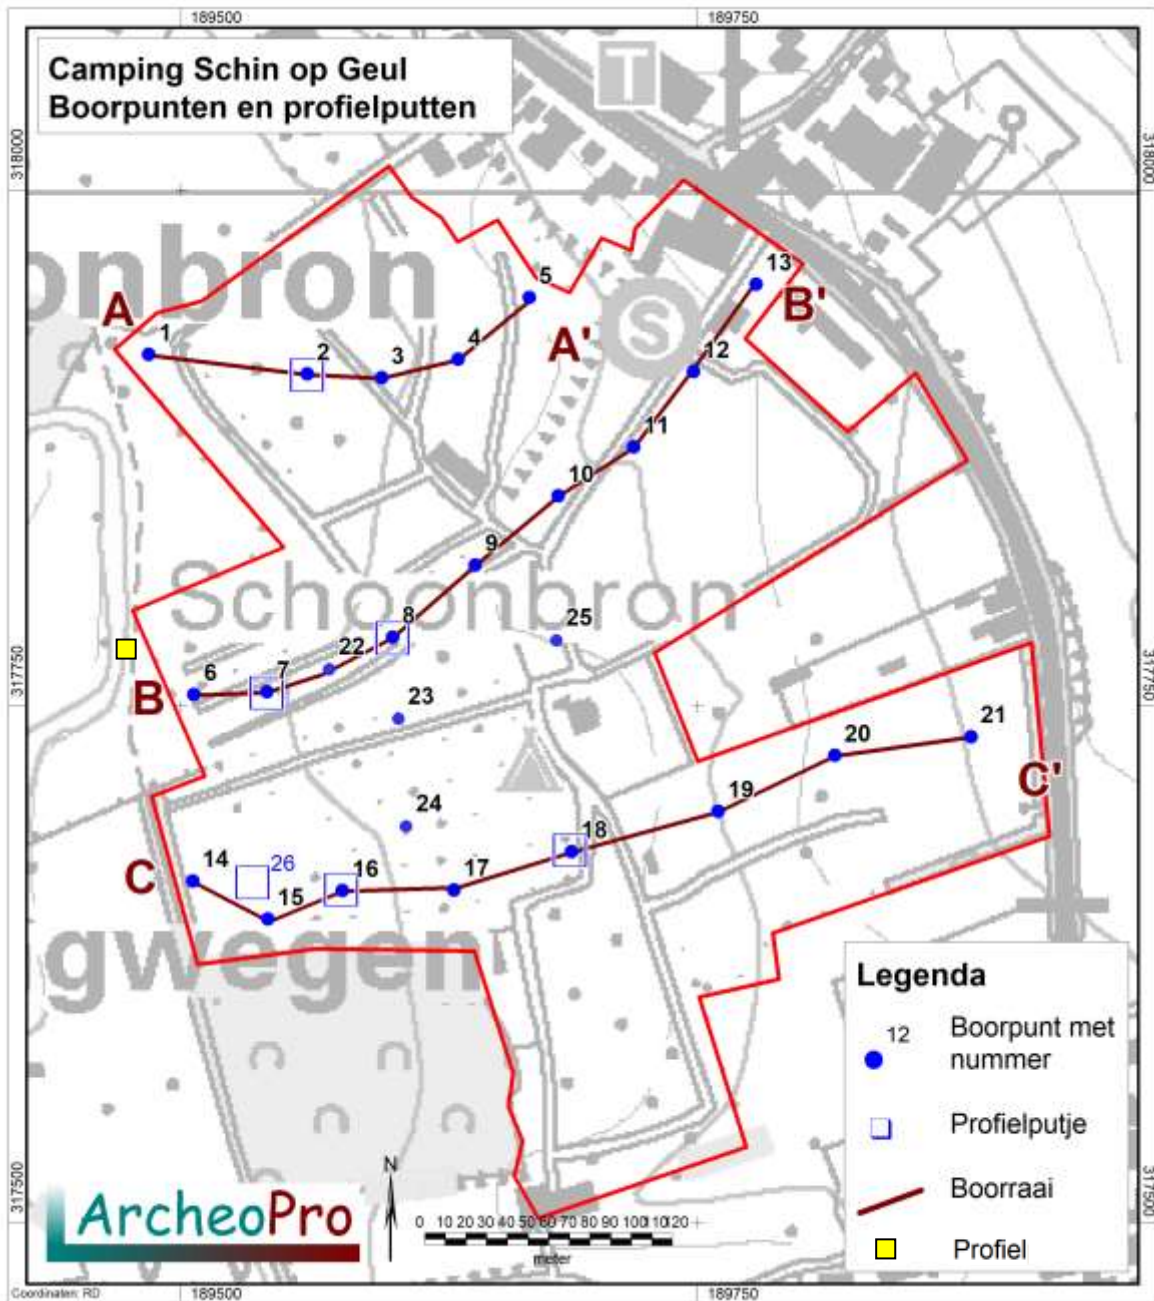 189500
189750
Camping Schin op Geul
Boorpunten en profielputten
T
318000
318000
onbron
A
1
2
3
4
5
A'
S
13
B'
12
11
10
9
Schoonbron
8
25
22
7
6
B
23
317750
317750
21
20
C'
19
24
18
14
26
16
17
C
15
gwegen
Legenda
12
Boorpunt met
nummer
Profielputje
Boorraai
Profiel
N
0 10 20 30 40 50 60 70 80 90 100 110 120
meter
ArcheoPro
317500
317500
Coordinaten: RD
189500
189750